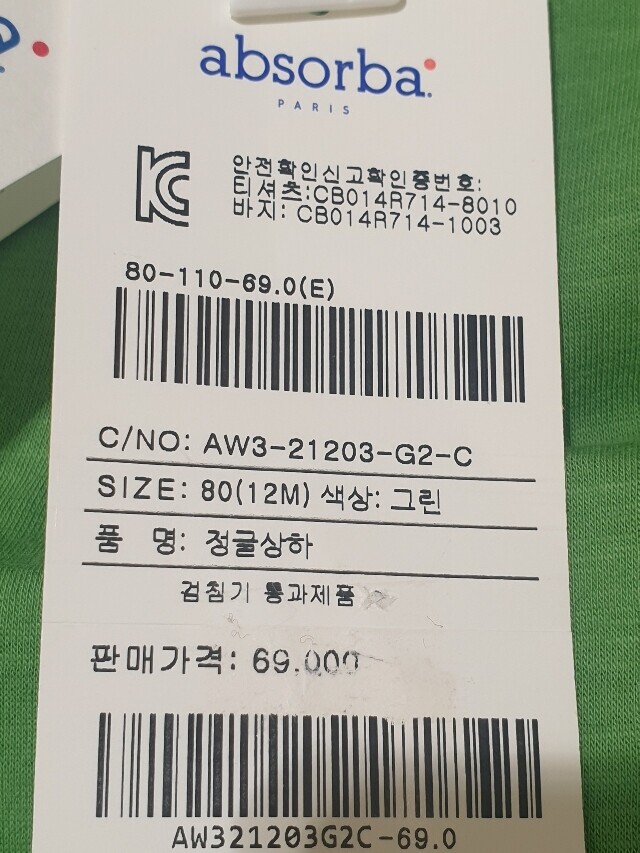 absorba.
PARIS
안전확인신고확인증번호:
티셔츠:CB014R714-8010
바지: CB014R714-1003
80-110-69.0(E)
C/NO: AW3-21203-G2-C
SIZE: 80(12M) 색상: 그린
품 명: 정글상하
검침기 통과제품
판매가격: 69.000
AW321203G2C-69.0